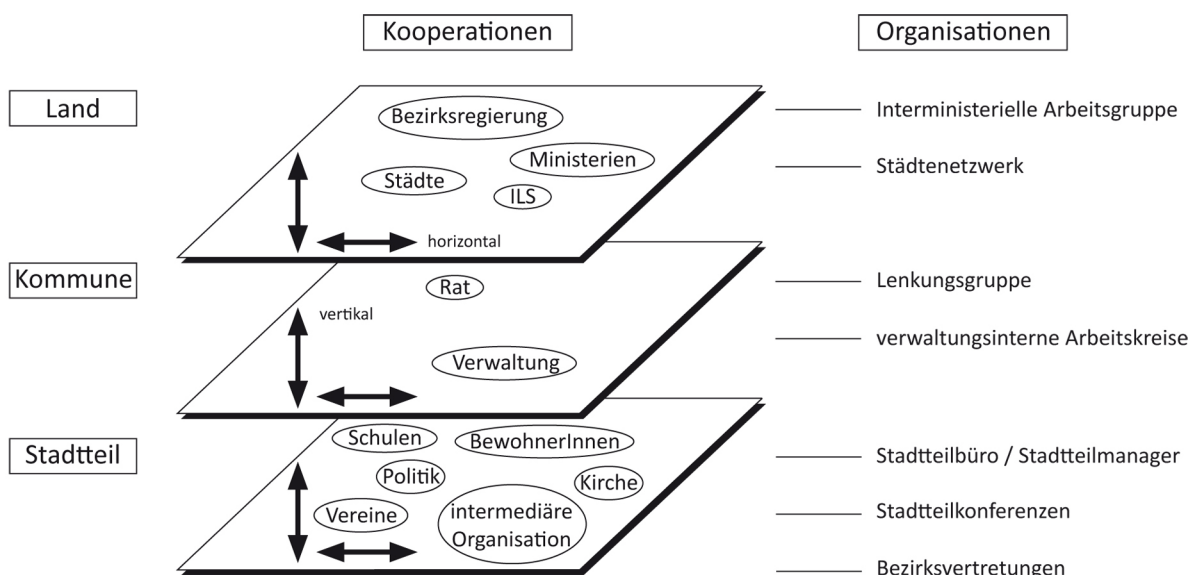 Kooperationen
Organisationen
Land
Bezirksregierung
Ministerien
Städte
ILS
horizontal
Interministerielle Arbeitsgruppe
Städtenetzwerk
Kommune
Rat
vertikal
Verwaltung
Lenkungsgruppe
verwaltungsinterne Arbeitskreise
Stadtteil
Schulen
BewohnerInnen
Politik
Kirche
Vereine
intermediäre
Organisation
Stadtteilbüro / Stadtteilmanager
Stadtteilkonferenzen
Bezirksvertretungen